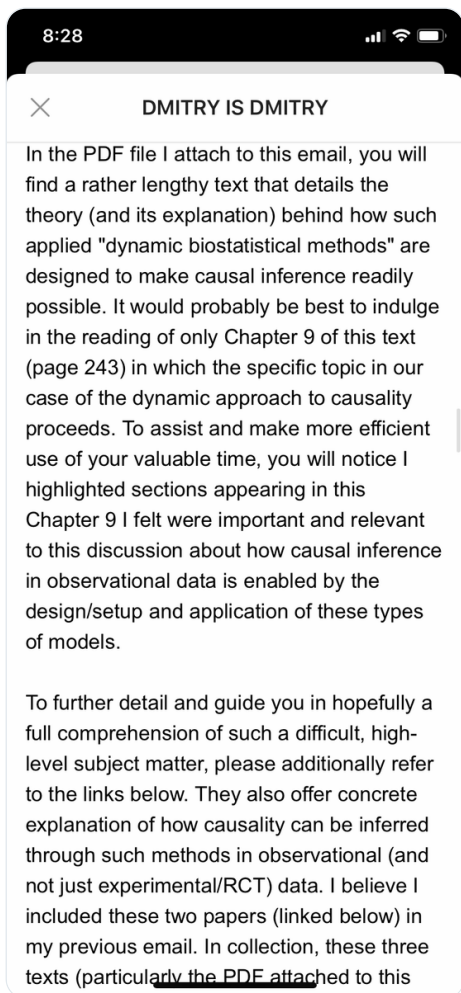 8:28
DMITRY IS DMITRY
In the PDF file I attach to this email, you will
find a rather lengthy text that details the
theory (and its explanation) behind how such
applied "dynamic biostatistical methods" are
designed to make causal inference readily
possible. It would probably be best to indulge
in the reading of only Chapter 9 of this text
(page 243) in which the specific topic in our
case of the dynamic approach to causality
proceeds. To assist and make more efficient
use of your valuable time, you will notice I
highlighted sections appearing in this
Chapter 9 I felt were important and relevant
to this discussion about how causal inference
in observational data is enabled by the
design/setup and application of these types
of models.
To further detail and guide you in hopefully a
full comprehension of such a difficult, high-
level subject matter, please additionally refer
to the links below. They also offer concrete
explanation of how causality can be inferred
through such methods in observational (and
not just experimental/RCT) data. I believe I
included these two papers (linked below) in
my previous email. In collection, these three
texts (particularly the PDF attached to this